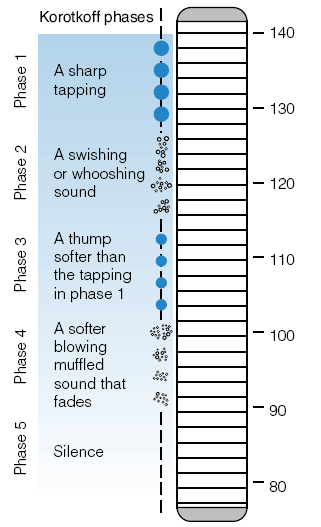 Korotkoff phases
Phase 1
A sharp
tapping
Phase 2
A swishing
or whooshing
sound
Phase 3
A thump
softer than
the tapping
in phase 1
Phase 4
A softer
blowing
muffled
sound that
fades
Phase 5
Silence
140
130
120
110
100
90
80